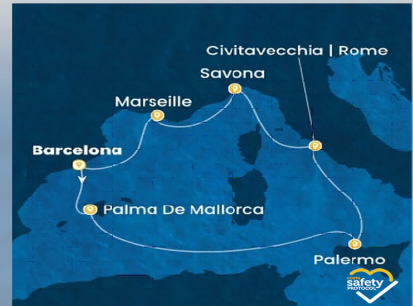 Civitavecchia | Rome
Savona
Marseille
Barcelona
Palma De Mallorca
Palermo
safety
PROTOCOL